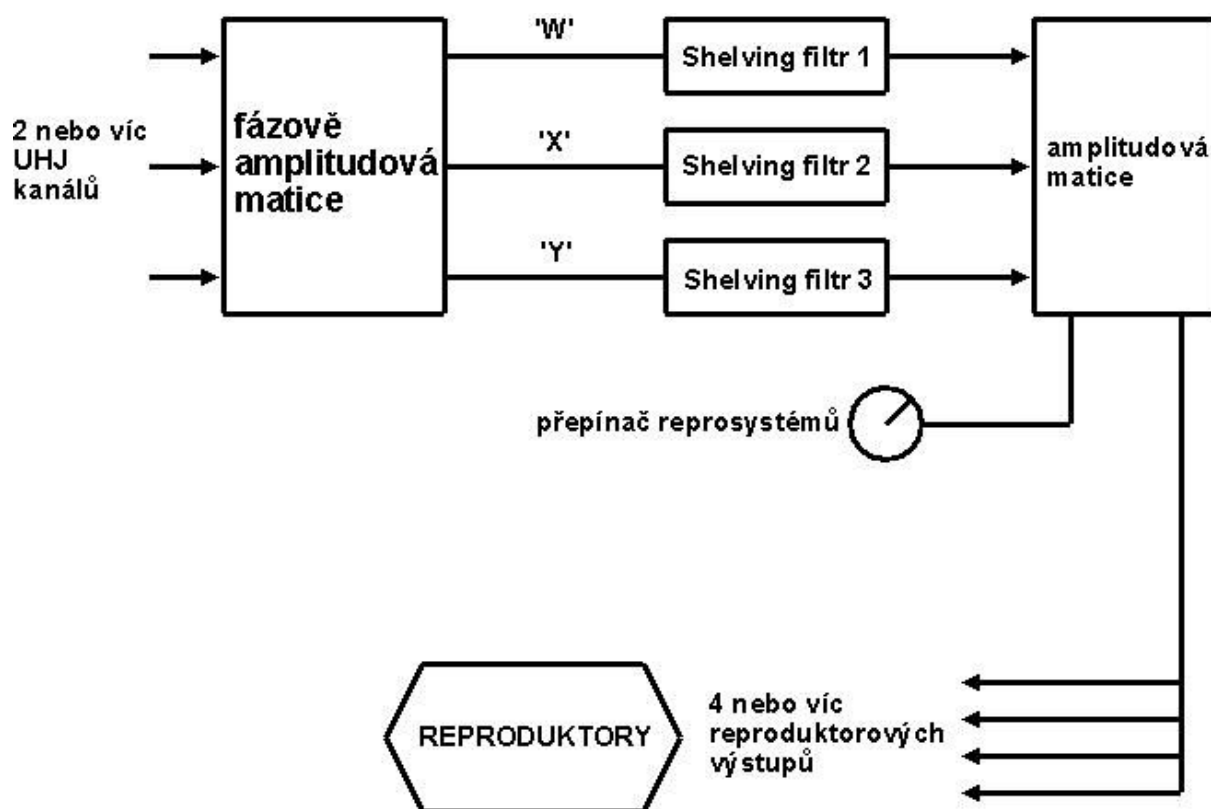 2 nebo víc
UHJ
kanálů
fázově
amplitudová
matice
'W'
Shelving filtr 1
'X'
Shelving filtr 2
'Y'
Shelving filtr 3
amplitudová
matice
přepínač reprosystémů
REPRODUKTORY
4 nebo víc
reproduktorových
výstupů